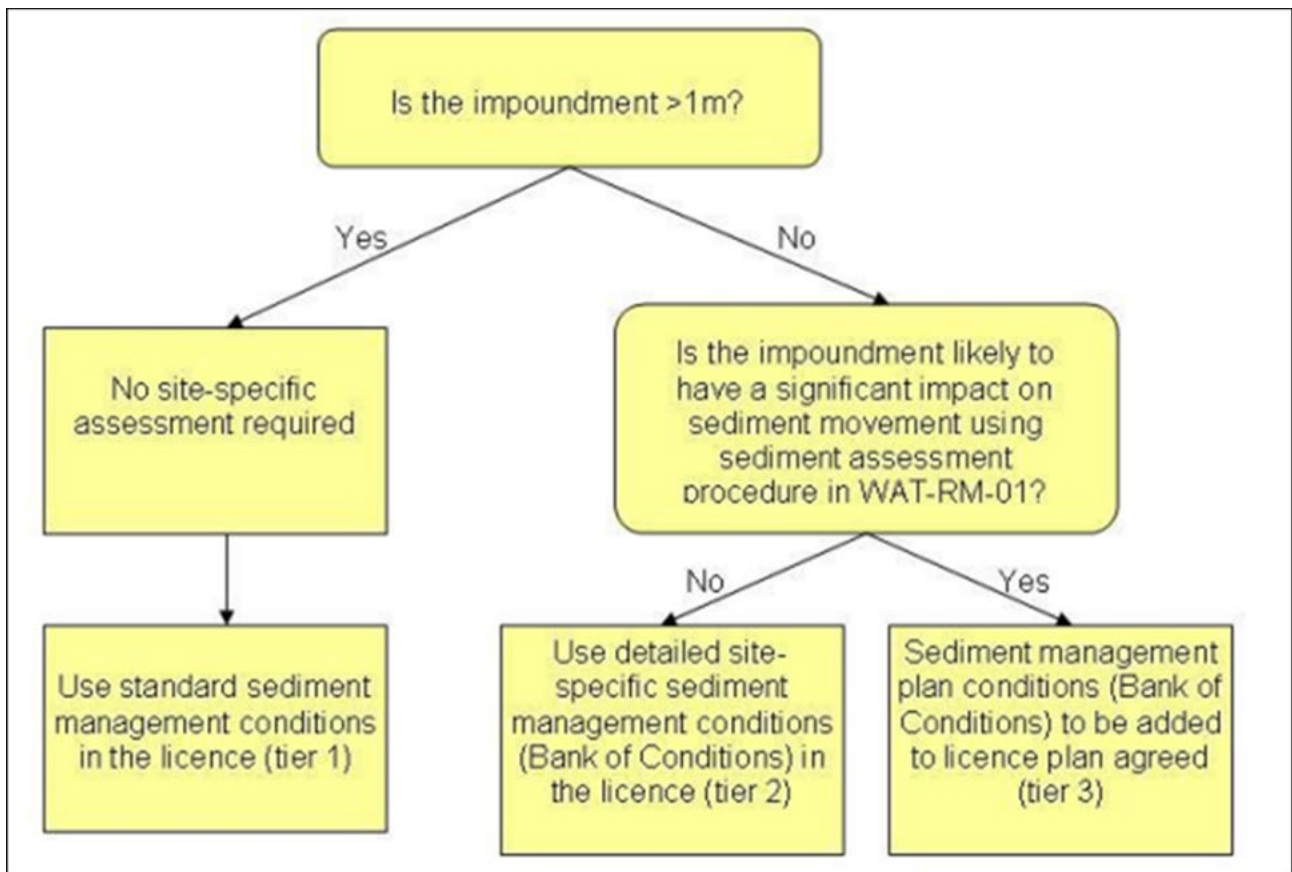 Is the impoundment >1m?
Yes
No
No site-specific
assessment required
Is the impoundment likely to
have a significant impact on
sediment movement using
sediment assessment
procedure in WAT-RM-01?
No
Yes
Use standard sediment
management conditions
in the licence (tier 1)
Use detailed site-
specific sediment
management conditions
(Bank of Conditions) in
the licence (tier 2)
Sediment management
plan conditions (Bank of
Conditions) to be added
to licence plan agreed
(tier 3)